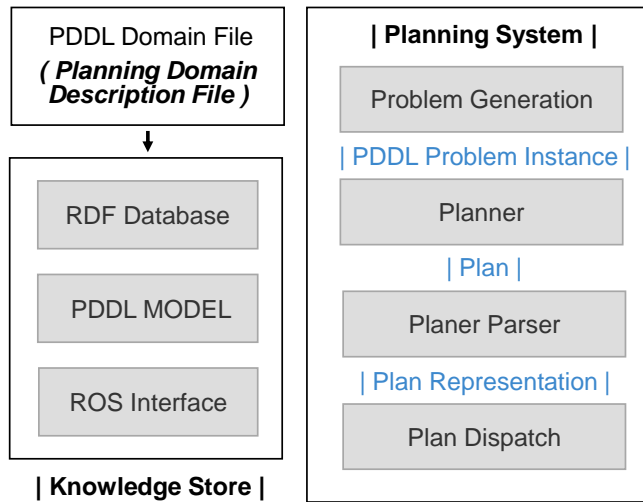 PDDL Domain File
( Planning Domain
Description File )
RDF Database
PDDL MODEL
ROS Interface
| Knowledge Store |
| Planning System |
Problem Generation
| PDDL Problem Instance |
Planner
| Plan |
Planer Parser
| Plan Representation |
Plan Dispatch